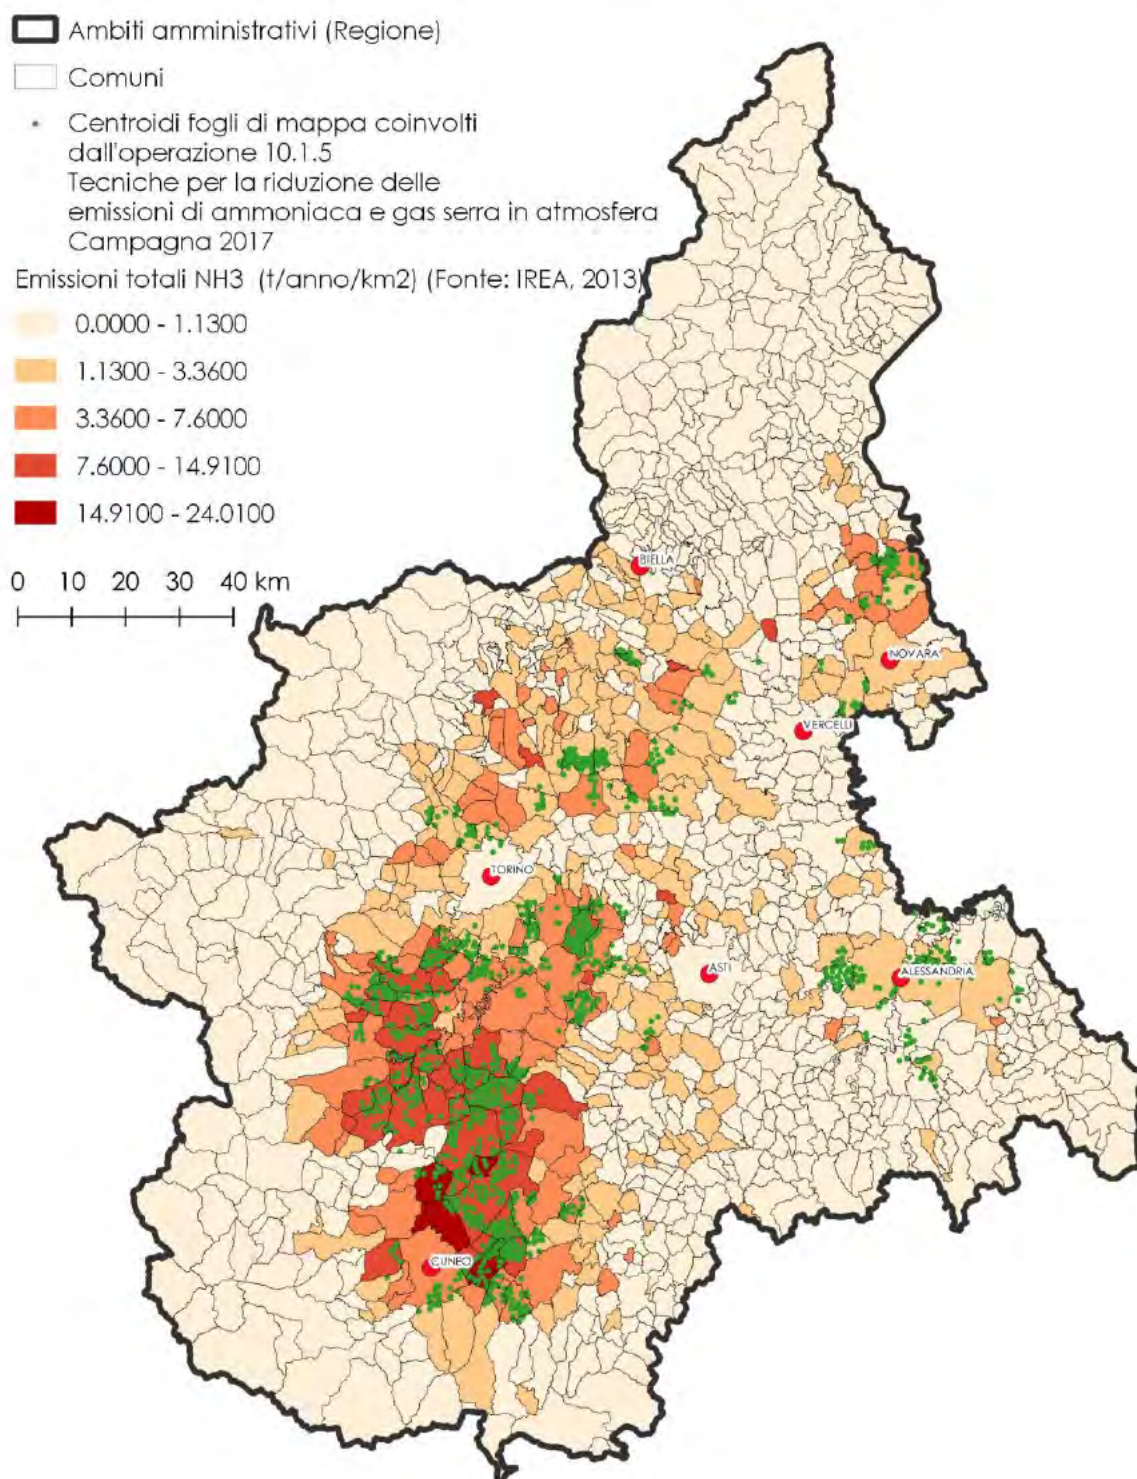 Ambiti amministrativi (Regione)
Comuni
Centroidi fogli di mappa coinvolti
dall'operazione 10.1.5
Tecniche per la riduzione delle
emissioni di ammoniaca e gas serra in atmosfera
Campagna 2017
Emissioni totali NH3 (t/anno/km2) (Fonte: IREA, 2013)
0.0000 - 1.1300
1.1300 - 3.3600
3.3600 - 7.6000
7.6000 - 14.9100
14.9100 - 24.0100
0 10 20 30 40 km
BIELLA
NOVARA
VERCELLI
TORINO
ASTI
ALESSANDRIA
CUNEO